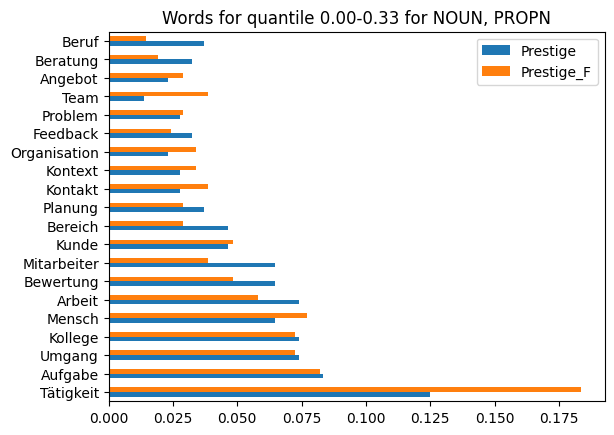 Words for quantile 0.00-0.33 for NOUN, PROPN
Prestige
Prestige_F
Beruf
Beratung
Angebot
Team
Problem
Feedback
Organisation
Kontext
Kontakt
Planung
Bereich
Kunde
Mitarbeiter
Bewertung
Arbeit
Mensch
Kollege
Umgang
Aufgabe
Tätigkeit
0.000 0.025 0.050 0.075 0.100 0.125 0.150 0.175